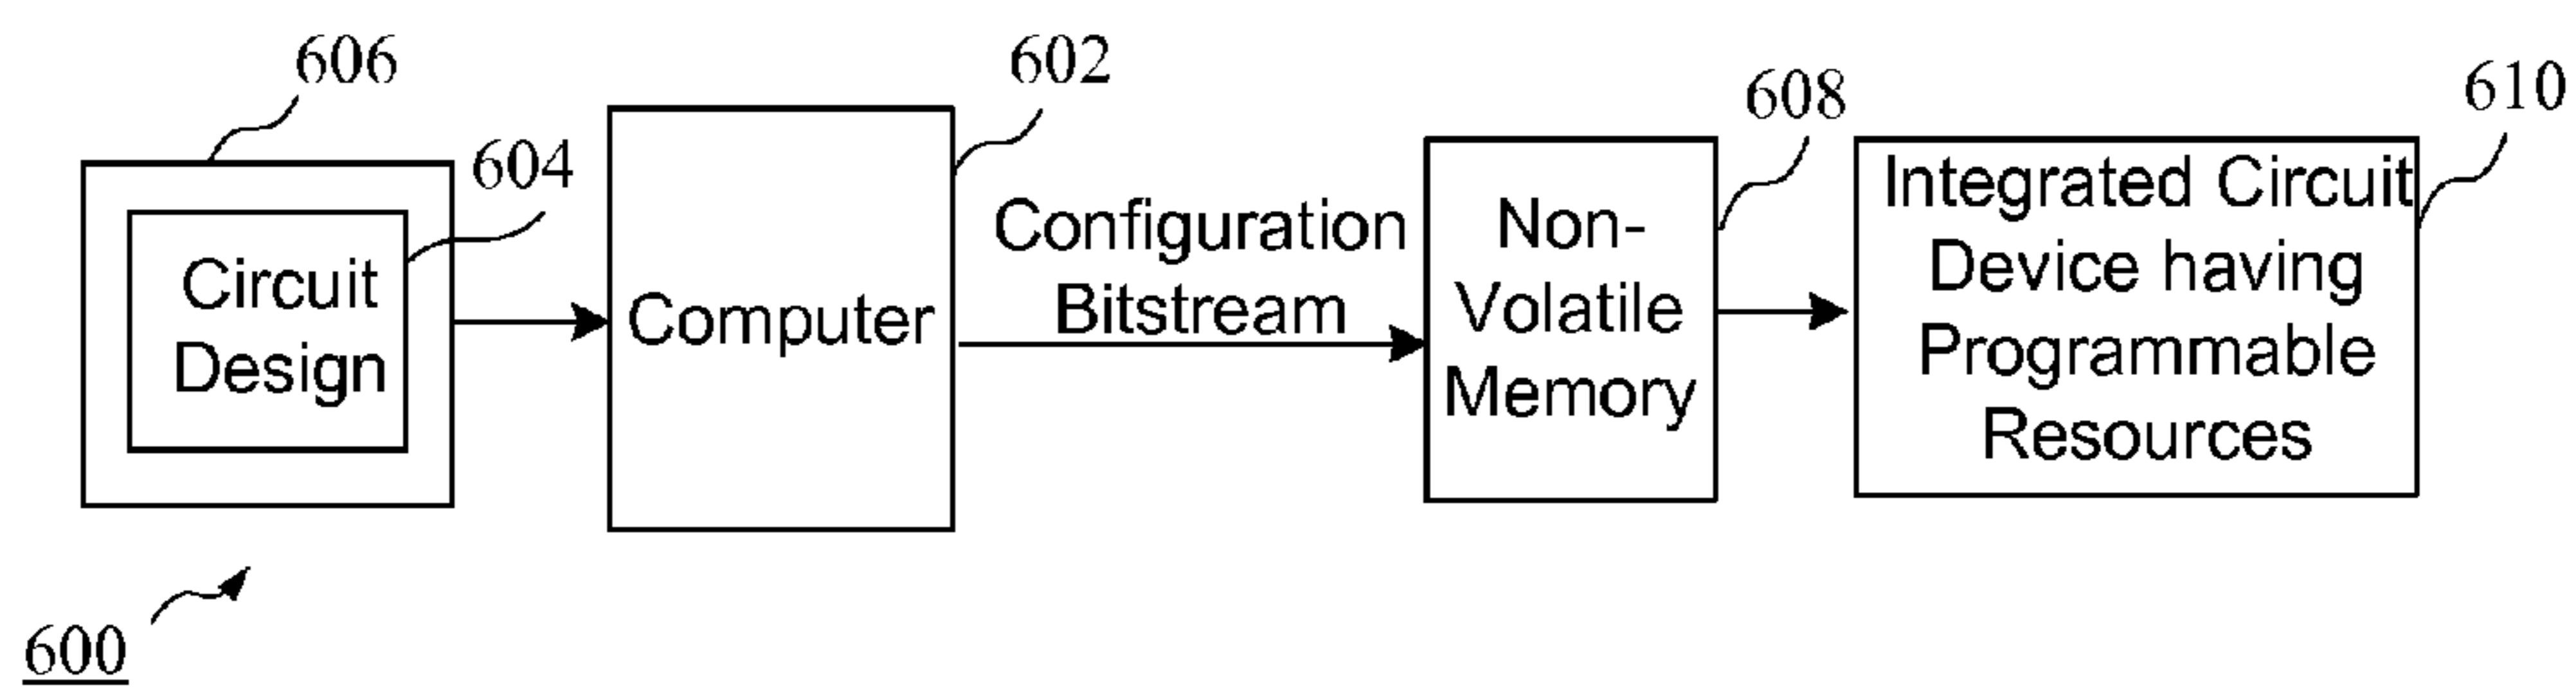 606
604
Circuit
Design
602
Computer
Configuration
Bitstream
608
Non-
Volatile
Memory
610
Integrated Circuit
Device having
Programmable
Resources
600